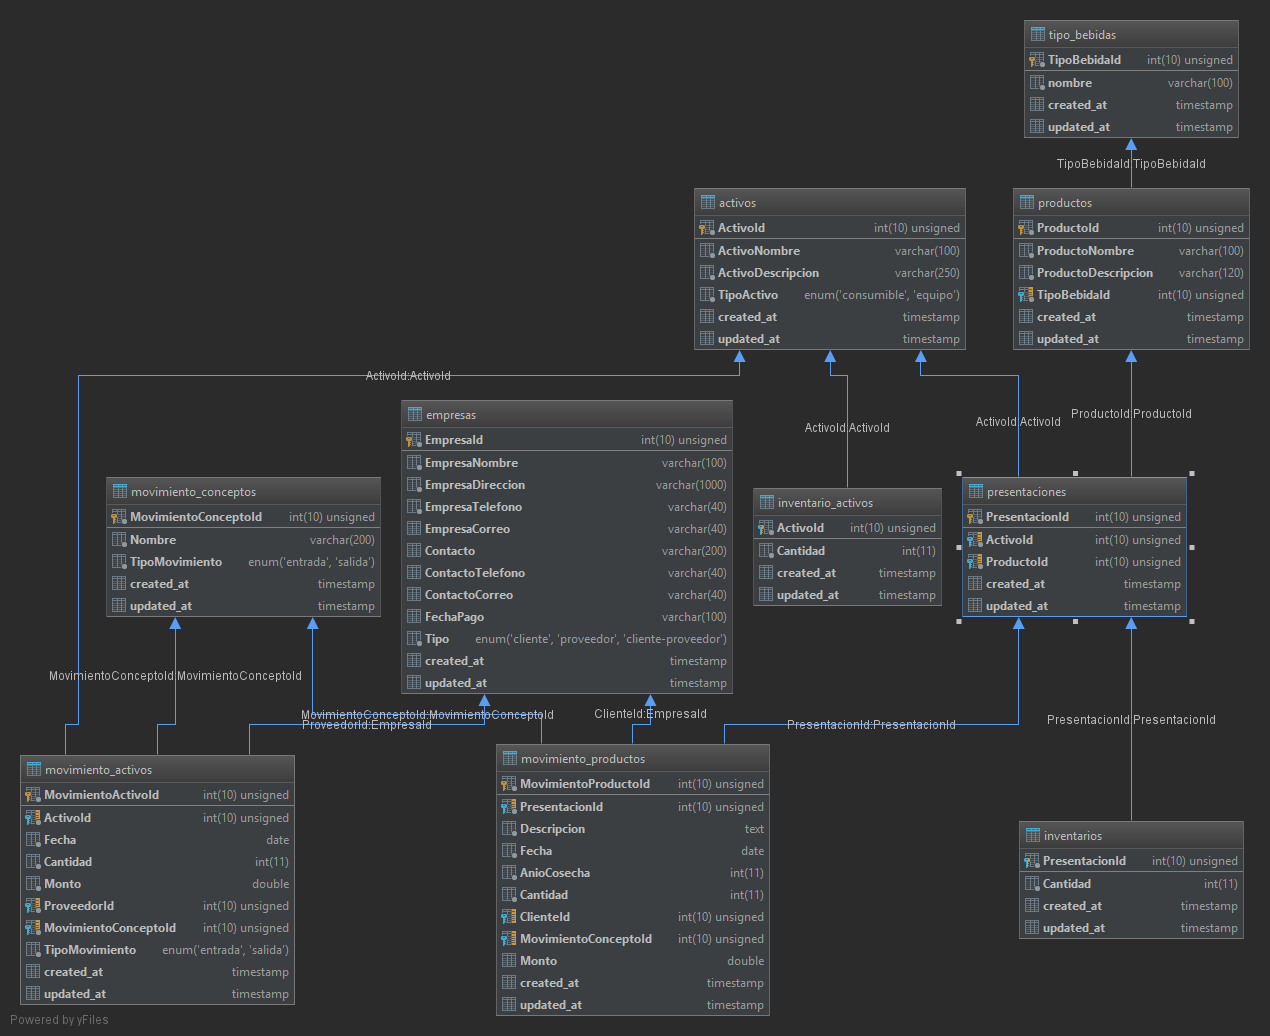 tipo_bebidas
TipoBebidaId int(10) unsigned
nombre varchar(100)
created_at timestamp
updated_at timestamp
TipoBebidaId:TipoBebidaId
activos
ActivoId int(10) unsigned
ActivoNombre varchar(100)
ActivoDescripcion varchar(250)
TipoActivo enum('consumible', 'equipo')
created_at timestamp
updated_at timestamp
productos
ProductoId int(10) unsigned
ProductoNombre varchar(100)
ProductoDescripcion varchar(120)
TipoBebidaId int(10) unsigned
created_at timestamp
updated_at timestamp
ActivoId:ActivoId
ActivoId:ActivoId
ActivoId:ActivoId
ProductoId:ProductoId
empresas
EmpresaId int(10) unsigned
EmpresaNombre varchar(100)
EmpresaDireccion varchar(1000)
EmpresaTelefono varchar(40)
EmpresaCorreo varchar(40)
Contacto varchar(200)
ContactoTelefono varchar(40)
ContactoCorreo varchar(40)
FechaPago varchar(100)
Tipo enum('cliente', 'proveedor', 'cliente-proveedor')
created_at timestamp
updated_at timestamp
movimiento_conceptos
MovimientoConceptoId int(10) unsigned
Nombre varchar(200)
TipoMovimiento enum('entrada', 'salida')
created_at timestamp
updated_at timestamp
inventario_activos
ActivoId int(10) unsigned
Cantidad int(11)
created_at timestamp
updated_at timestamp
presentaciones
PresentacionId int(10) unsigned
ActivoId int(10) unsigned
ProductoId int(10) unsigned
created_at timestamp
updated_at timestamp
MovimientoConceptoId:MovimientoConceptoId
MovimientoConceptoId:MovimientoConceptoId
ProveedorId:EmpresaId
ClienteId:EmpresaId
PresentacionId:PresentacionId
PresentacionId:PresentacionId
movimiento_activos
MovimientoActivoId int(10) unsigned
ActivoId int(10) unsigned
Fecha date
Cantidad int(11)
Monto double
ProveedorId int(10) unsigned
MovimientoConceptoId int(10) unsigned
TipoMovimiento enum('entrada', 'salida')
created_at timestamp
updated_at timestamp
movimiento_productos
MovimientoProductoId int(10) unsigned
PresentacionId int(10) unsigned
Descripcion text
Fecha date
AnioCosecha int(11)
Cantidad int(11)
ClienteId int(10) unsigned
MovimientoConceptoId int(10) unsigned
Monto double
created_at timestamp
updated_at timestamp
inventarios
PresentacionId int(10) unsigned
Cantidad int(11)
created_at timestamp
updated_at timestamp
Powered by yFiles